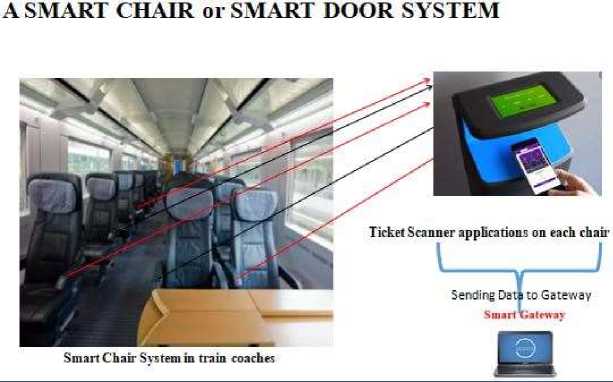 A SMART CHAIR or SMART DOOR SYSTEM
Ticket Scanner applications on each chair
Sending Data to Gateway
Smart Gateway
Smart Chair System in train coaches